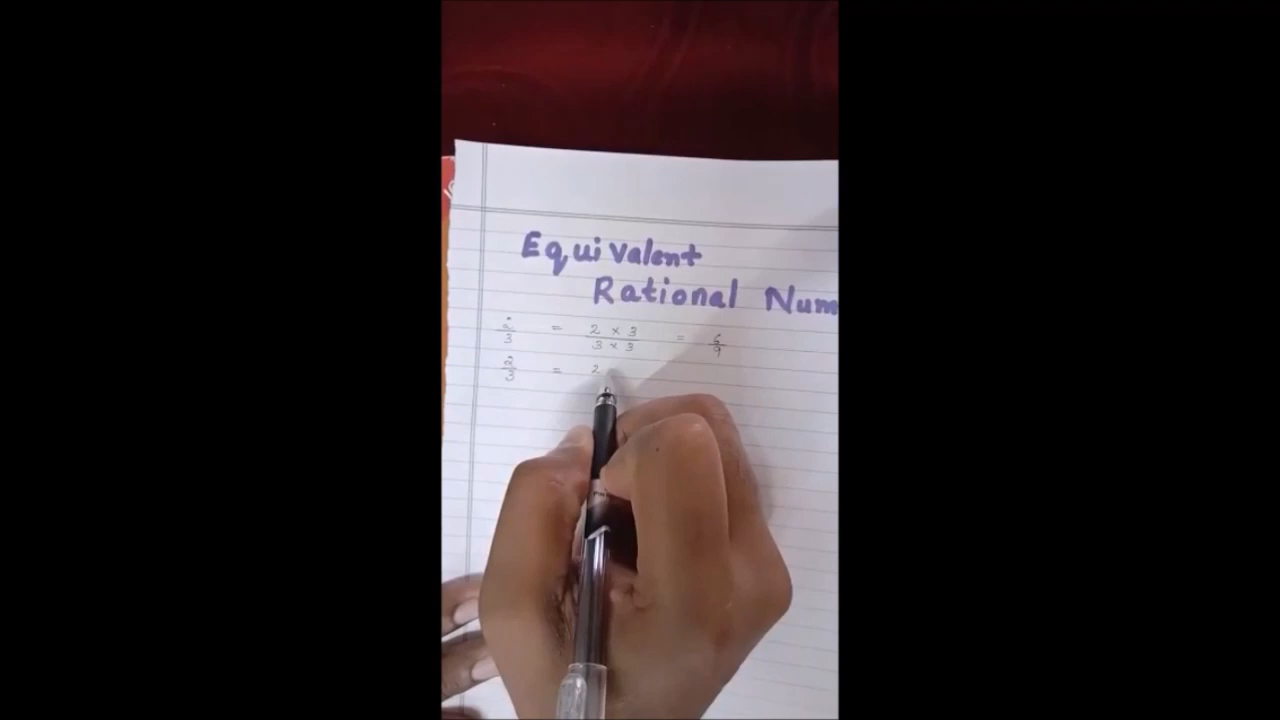 Equivalent
Rational Num
2/3 = 2 × 3 / 3 × 3 = 6/9
2/3 = 2